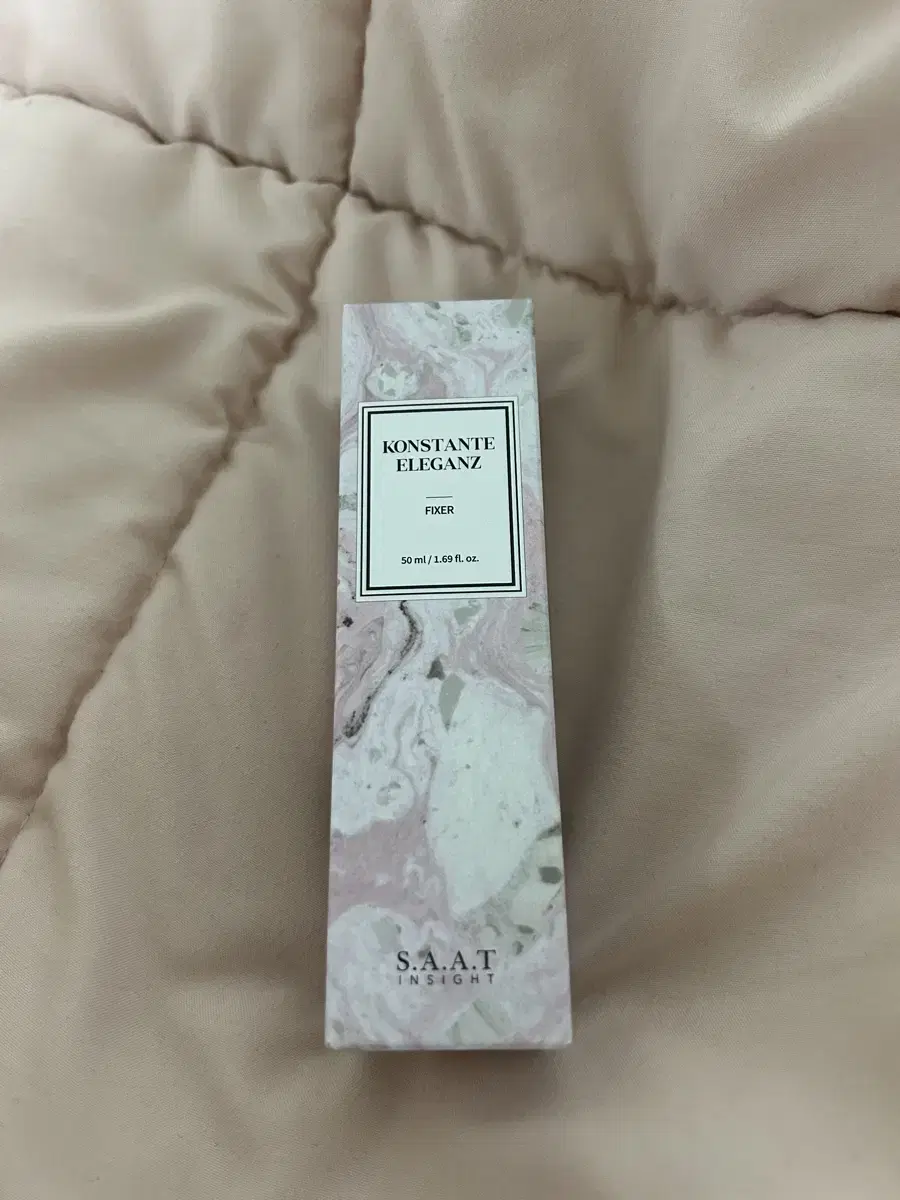 KONSTANTE
ELEGANZ
FIXER
50 ml / 1.69 fl. oz.
S.A.A.T
INSIGHT